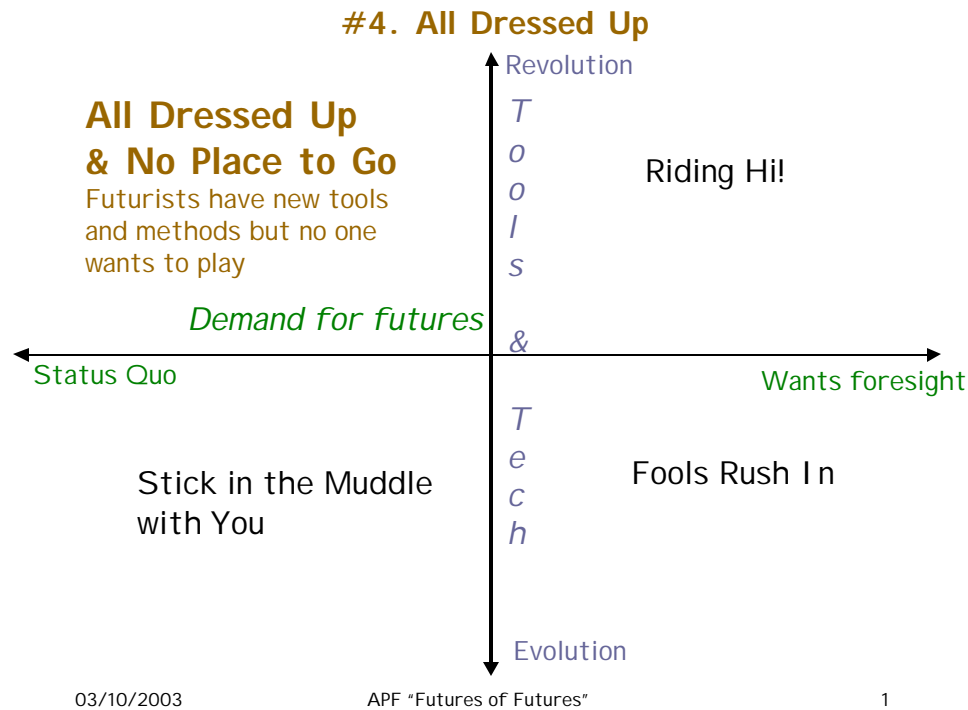 #4. All Dressed Up
Revolution
All Dressed Up
& No Place to Go
Futurists have new tools
and methods but no one
wants to play
Tools & Tech
Riding Hi!
Demand for futures
Status Quo
Wants foresight
Stick in the Muddle
with You
Fools Rush In
Evolution
03/10/2003 APF “Futures of Futures” 1